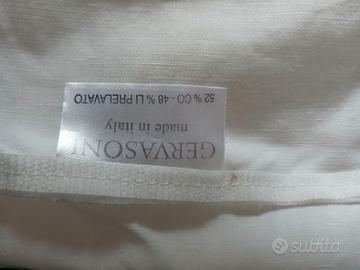 GERVASONI
made in italy
52 % CO - 48 % LI PRELAVATO
subito